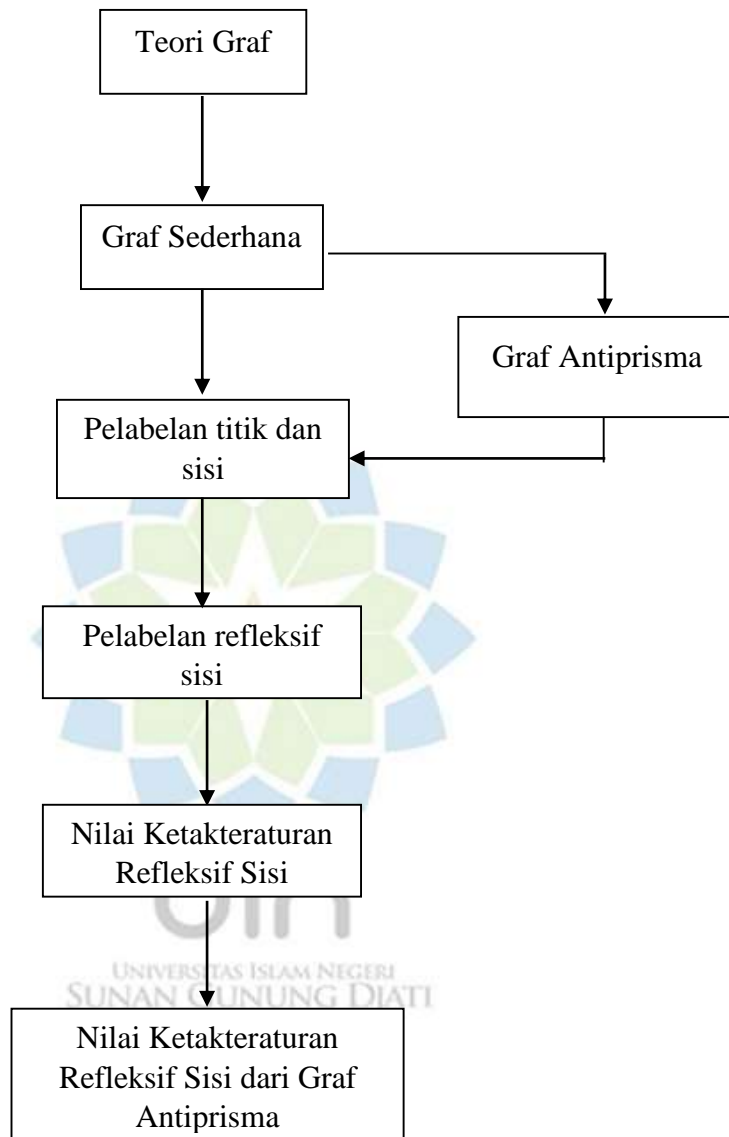 Teori Graf
Graf Sederhana
Graf Antiprisma
Pelabelan titik dan
sisi
Pelabelan refleksif
sisi
Nilai Ketakteraturan
Refleksif Sisi
uin
UNIVERSITAS ISLAM NEGERI
SUNAN GUNUNG DJATI
Nilai Ketakteraturan
Refleksif Sisi dari Graf
Antiprisma